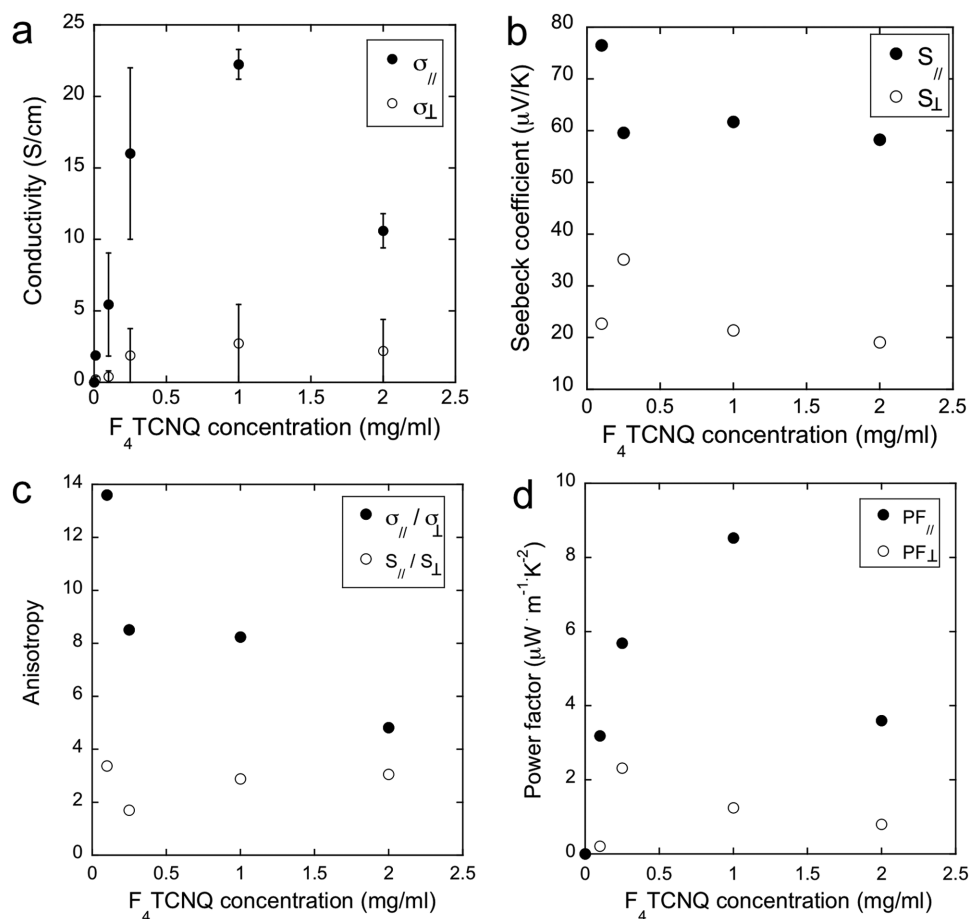 a
25
20
15
10
5
0
0
0.5
1
1.5
2
2.5
Conductivity (S/cm)
F4TCNQ concentration (mg/ml)
σ//
σ⊥
b
80
70
60
50
40
30
20
10
0
0.5
1
1.5
2
2.5
Seebeck coefficient (μV/K)
F4TCNQ concentration (mg/ml)
S//
S⊥
c
14
12
10
8
6
4
2
0
0
0.5
1
1.5
2
2.5
Anisotropy
F4TCNQ concentration (mg/ml)
σ// / σ⊥
S// / S⊥
d
10
8
6
4
2
0
0
0.5
1
1.5
2
2.5
Power factor (μW·m-1·K-2)
F4TCNQ concentration (mg/ml)
PF//
PF⊥